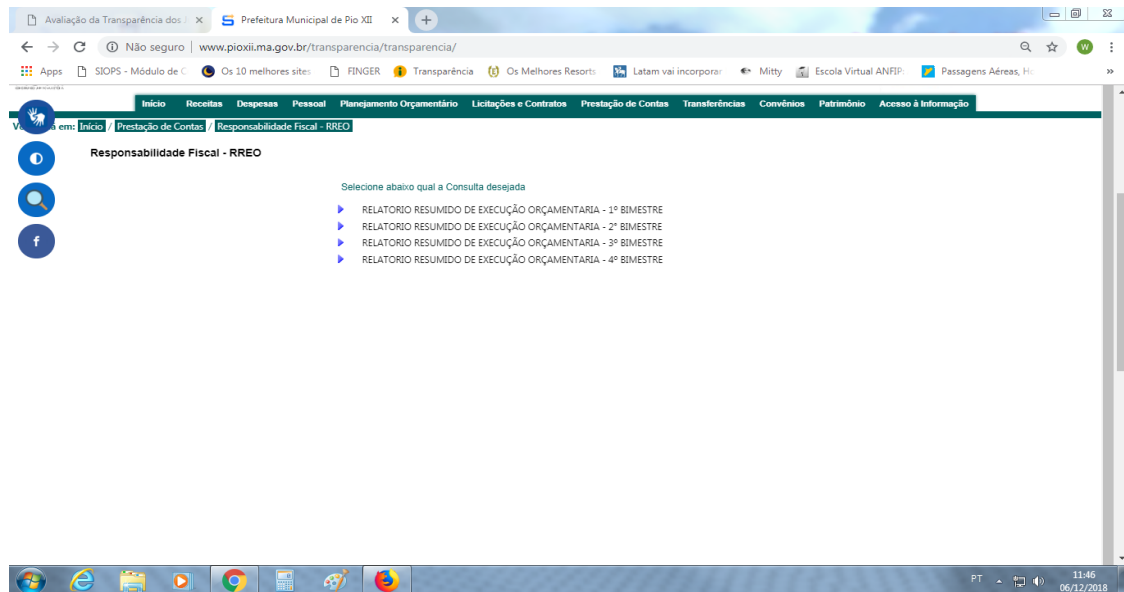 Avaliação da Transparência dos
Prefeitura Municipal de Pio XII
Não seguro | www.pioxii.ma.gov.br/transparencia/transparencia/
W
Apps SIOPS - Módulo de Os 10 melhores sites FINGER Transparência Os Melhores Resorts Latam vai incorporar Mitty Escola Virtual ANFIP: Passagens Aéreas, »
Início Receitas Despesas Pessoal Planejamento Orçamentário Licitações e Contratos Prestação de Contas Transferências Convênios Patrimônio Acesso à Informação
em: Início / Prestação de Contas / Responsabilidade Fiscal - RREO
Responsabilidade Fiscal - RREO
Selecione abaixo qual a Consulta desejada
RELATORIO RESUMIDO DE EXECUÇÃO ORÇAMENTARIA - 1º BIMESTRE
RELATORIO RESUMIDO DE EXECUÇÃO ORÇAMENTARIA - 2° BIMESTRE
RELATORIO RESUMIDO DE EXECUÇÃO ORÇAMENTARIA - 3º BIMESTRE
RELATORIO RESUMIDO DE EXECUÇÃO ORÇAMENTARIA - 4º BIMESTRE
f
PT 11:46
06/12/2018